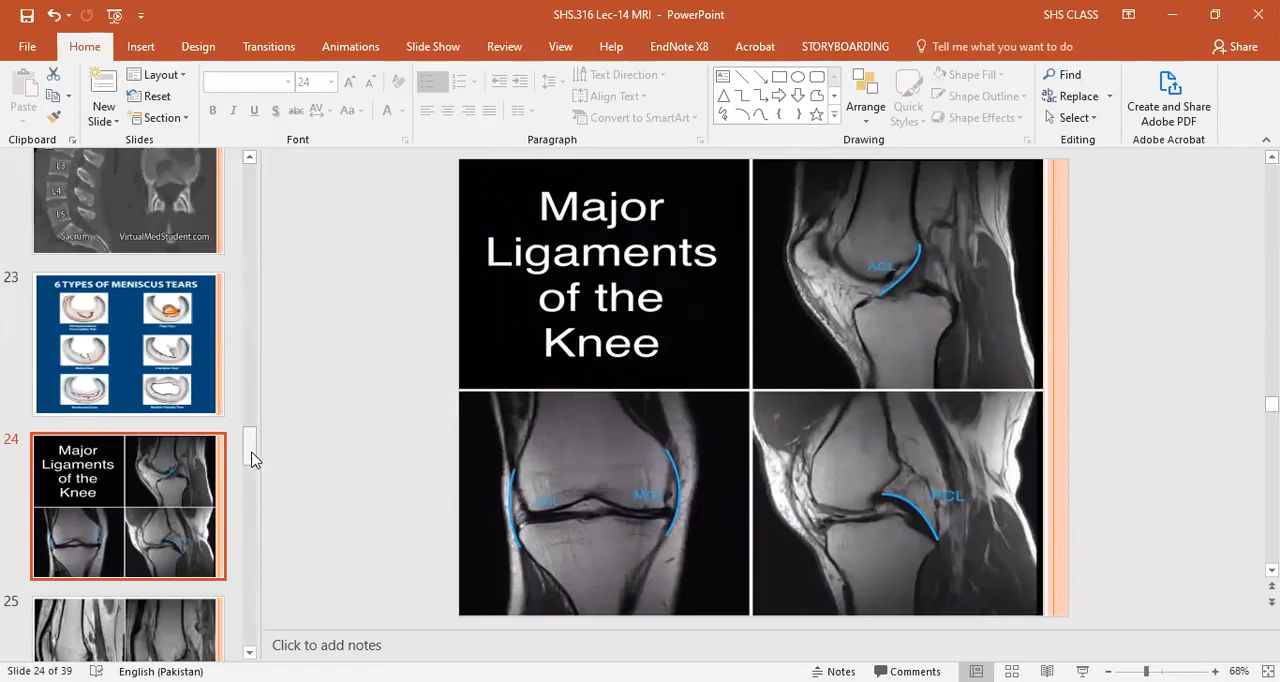 SHS.316 Lec-14 MRI - PowerPoint
SHS CLASS
File Home Insert Design Transitions Animations Slide Show Review View Help EndNote X8 Acrobat STORYBOARDING Tell me what you want to do Share
Paste
Clipboard
New
Slide
Layout
Reset
Section
Slides
24
B I U S abc AV Aa A
Font
Text Direction
Align Text
Convert to SmartArt
Paragraph
Arrange
Quick
Styles
Shape Fill
Shape Outline
Shape Effects
Drawing
Find
Replace
Select
Editing
Create and Share
Adobe PDF
Adobe Acrobat
L3
L4
L5
Sacrum
VirtualMedStudent.com
23
6 TYPES OF MENISCUS TEARS
24
Major
Ligaments
of the
Knee
25
Major
Ligaments
of the
Knee
ACL
MCL
PCL
Click to add notes
Slide 24 of 39
English (Pakistan)
Notes
Comments
68%